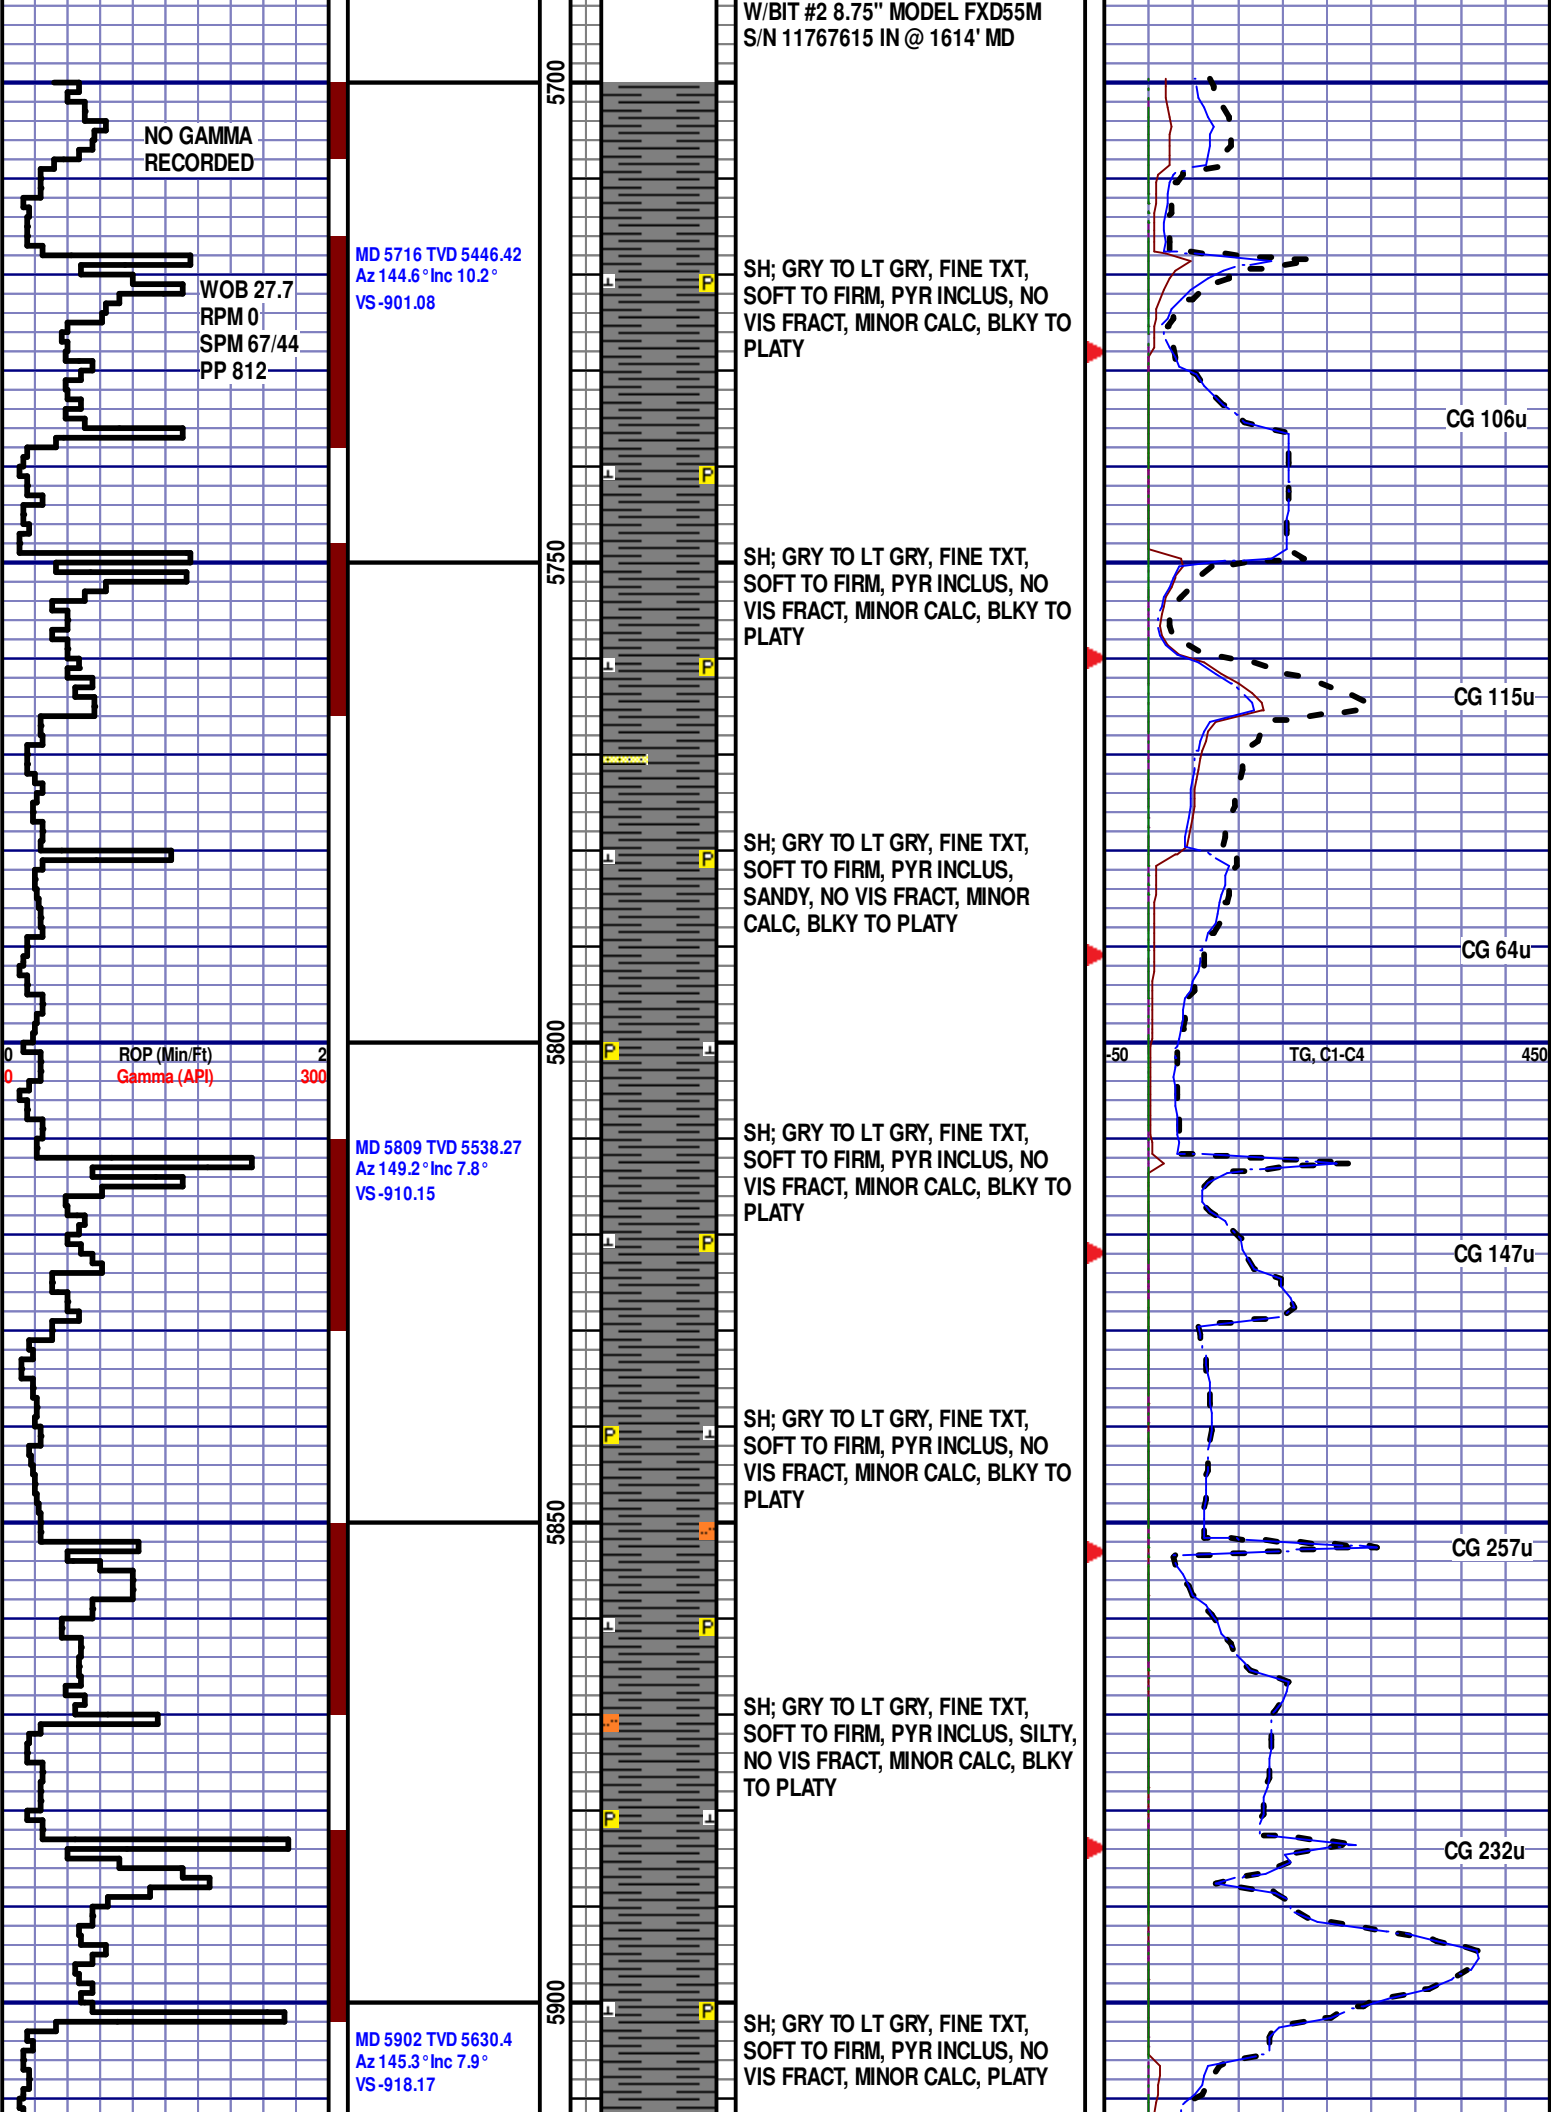 W/BIT #2 8.75" MODEL FXD55M
S/N 11767615 IN @ 1614' MD
5700
NO GAMMA
RECORDED
MD 5716 TVD 5446.42
Az 144.6° Inc 10.2°
VS -901.08
WOB 27.7
RPM 0
SPM 67/44
PP 812
P
SH; GRY TO LT GRY, FINE TXT,
SOFT TO FIRM, PYR INCLUS, NO
VIS FRACT, MINOR CALC, BLKY TO
PLATY
CG 106u
P
5750
SH; GRY TO LT GRY, FINE TXT,
SOFT TO FIRM, PYR INCLUS, NO
VIS FRACT, MINOR CALC, BLKY TO
PLATY
P
CG 115u
SH; GRY TO LT GRY, FINE TXT,
SOFT TO FIRM, PYR INCLUS,
SANDY, NO VIS FRACT, MINOR
CALC, BLKY TO PLATY
P
CG 64u
5800
P
0 ROP (Min/Ft) 2
0 Gamma (API) 300
-50 TG, C1-C4 450
MD 5809 TVD 5538.27
Az 149.2° Inc 7.8°
VS -910.15
SH; GRY TO LT GRY, FINE TXT,
SOFT TO FIRM, PYR INCLUS, NO
VIS FRACT, MINOR CALC, BLKY TO
PLATY
P
CG 147u
SH; GRY TO LT GRY, FINE TXT,
SOFT TO FIRM, PYR INCLUS, NO
VIS FRACT, MINOR CALC, BLKY TO
PLATY
P
5850
CG 257u
P
SH; GRY TO LT GRY, FINE TXT,
SOFT TO FIRM, PYR INCLUS, SILTY,
NO VIS FRACT, MINOR CALC, BLKY
TO PLATY
P
CG 232u
5900
P
MD 5902 TVD 5630.4
Az 145.3° Inc 7.9°
VS -918.17
SH; GRY TO LT GRY, FINE TXT,
SOFT TO FIRM, PYR INCLUS, NO
VIS FRACT, MINOR CALC, PLATY